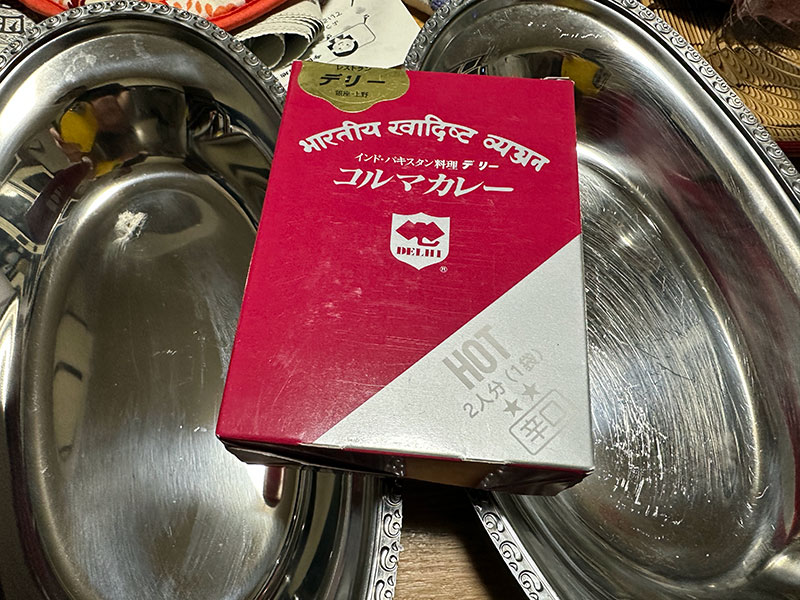 レストラン
デリー
銀座・上野
भारतीय स्वादिष्ट व्यञ्जन
インド・パキスタン料理 デリー
コルマカレー
DELHI
®
HOT
2人分(1袋)
★★
辛口